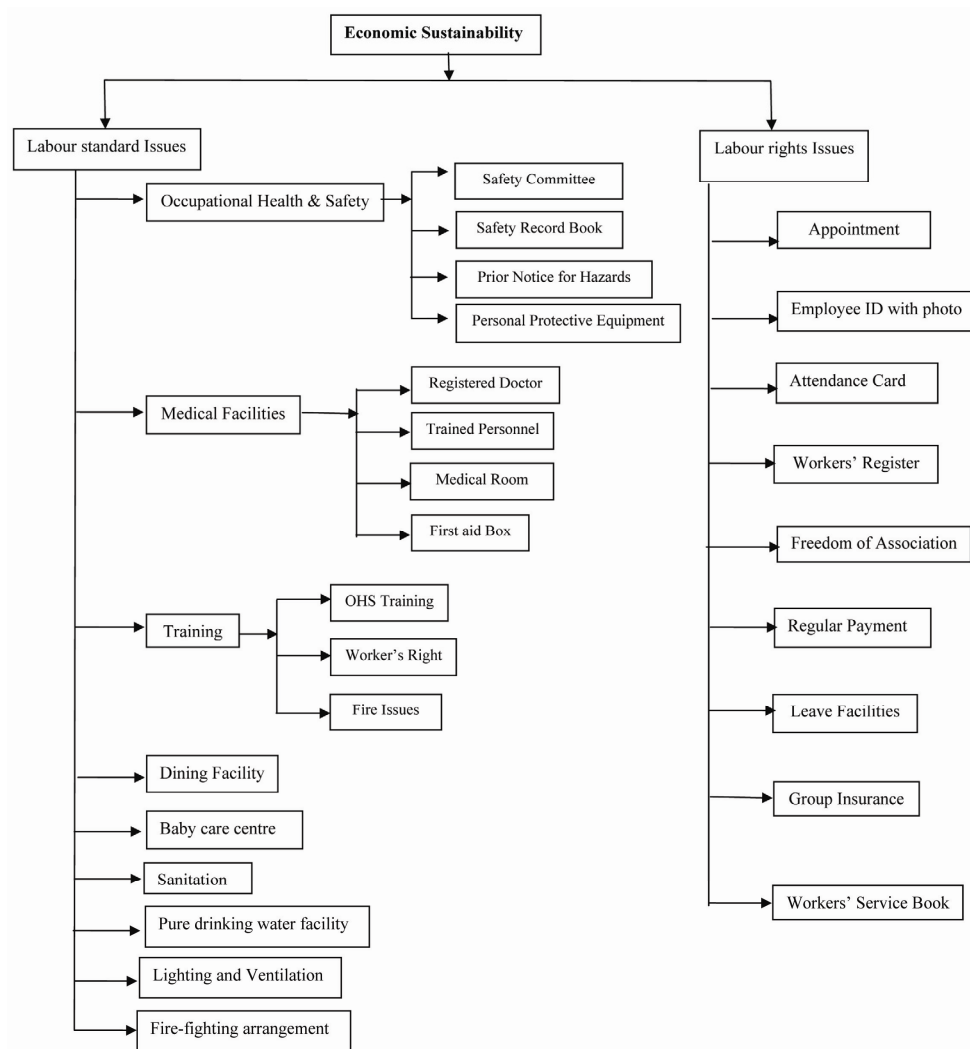 Economic Sustainability
Labour standard Issues
Occupational Health & Safety
Safety Committee
Safety Record Book
Prior Notice for Hazards
Personal Protective Equipment
Medical Facilities
Registered Doctor
Trained Personnel
Medical Room
First aid Box
Training
OHS Training
Worker's Right
Fire Issues
Dining Facility
Baby care centre
Sanitation
Pure drinking water facility
Lighting and Ventilation
Fire-fighting arrangement
Labour rights Issues
Appointment
Employee ID with photo
Attendance Card
Workers' Register
Freedom of Association
Regular Payment
Leave Facilities
Group Insurance
Workers' Service Book